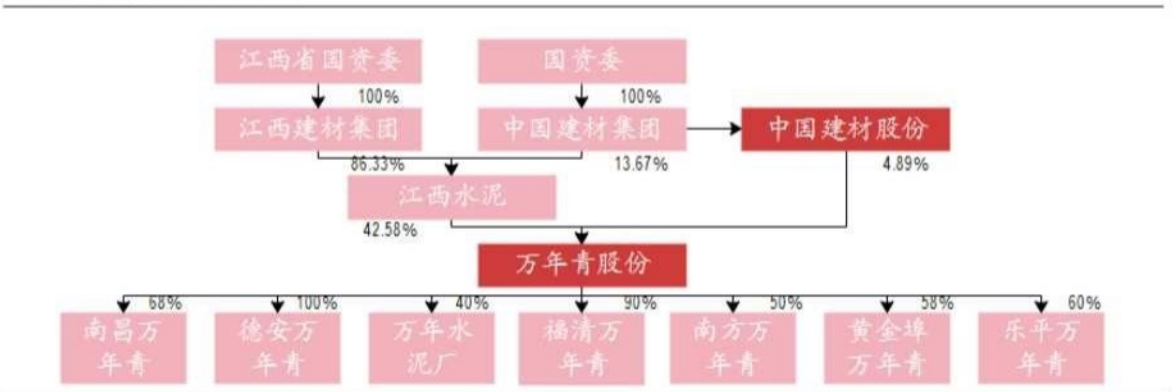 江西省国资委
国资委
100%
100%
江西建材集团
中国建材集团
中国建材股份
86.33%
13.67%
4.89%
江西水泥
42.58%
万年青股份
68%
100%
40%
90%
50%
58%
60%
南昌万
年青
德安万
年青
万年水
泥厂
福清万
年青
南方万
年青
黄金埠
万年青
乐平万
年青